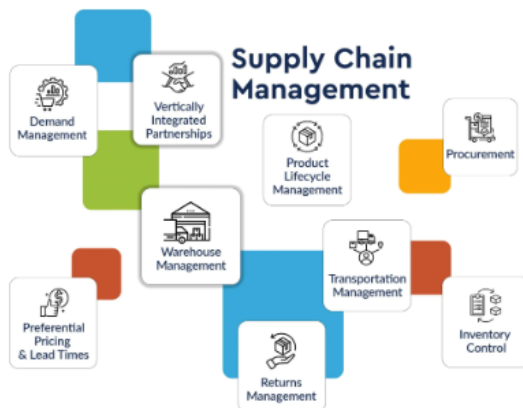 Supply Chain
Management
Demand
Management
Vertically
Integrated
Partnerships
Product
Lifecycle
Management
Procurement
Warehouse
Management
Transportation
Management
Preferential
Pricing
& Lead Times
Returns
Management
Inventory
Control